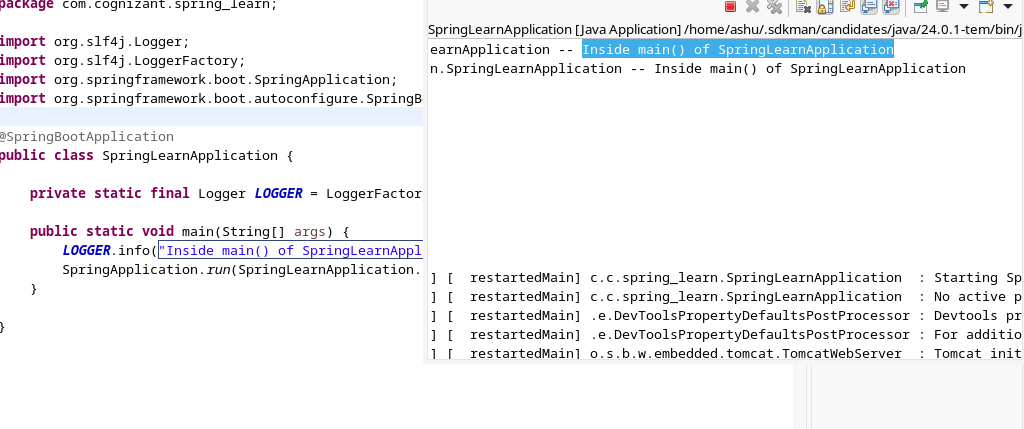 package com.cognizant.spring_learn;
import org.slf4j.Logger;
import org.slf4j.LoggerFactory;
import org.springframework.boot.SpringApplication;
import org.springframework.boot.autoconfigure.SpringB
@SpringBootApplication
public class SpringLearnApplication {
private static final Logger LOGGER = LoggerFactor
public static void main(String[] args) {
LOGGER.info("Inside main() of SpringLearnAppl
SpringApplication.run(SpringLearnApplication.
}
}
SpringLearnApplication [Java Application] /home/ashu/.sdkman/candidates/java/24.0.1-tem/bin/j
earnApplication -- Inside main() of SpringLearnApplication
n.SpringLearnApplication -- Inside main() of SpringLearnApplication
] [  restartedMain] c.c.spring_learn.SpringLearnApplication  : Starting Sp
] [  restartedMain] c.c.spring_learn.SpringLearnApplication  : No active p
] [  restartedMain] .e.DevToolsPropertyDefaultsPostProcessor : Devtools pr
] [  restartedMain] .e.DevToolsPropertyDefaultsPostProcessor : For additio
] [  restartedMain] o.s.b.w.embedded.tomcat.TomcatWebServer  : Tomcat init